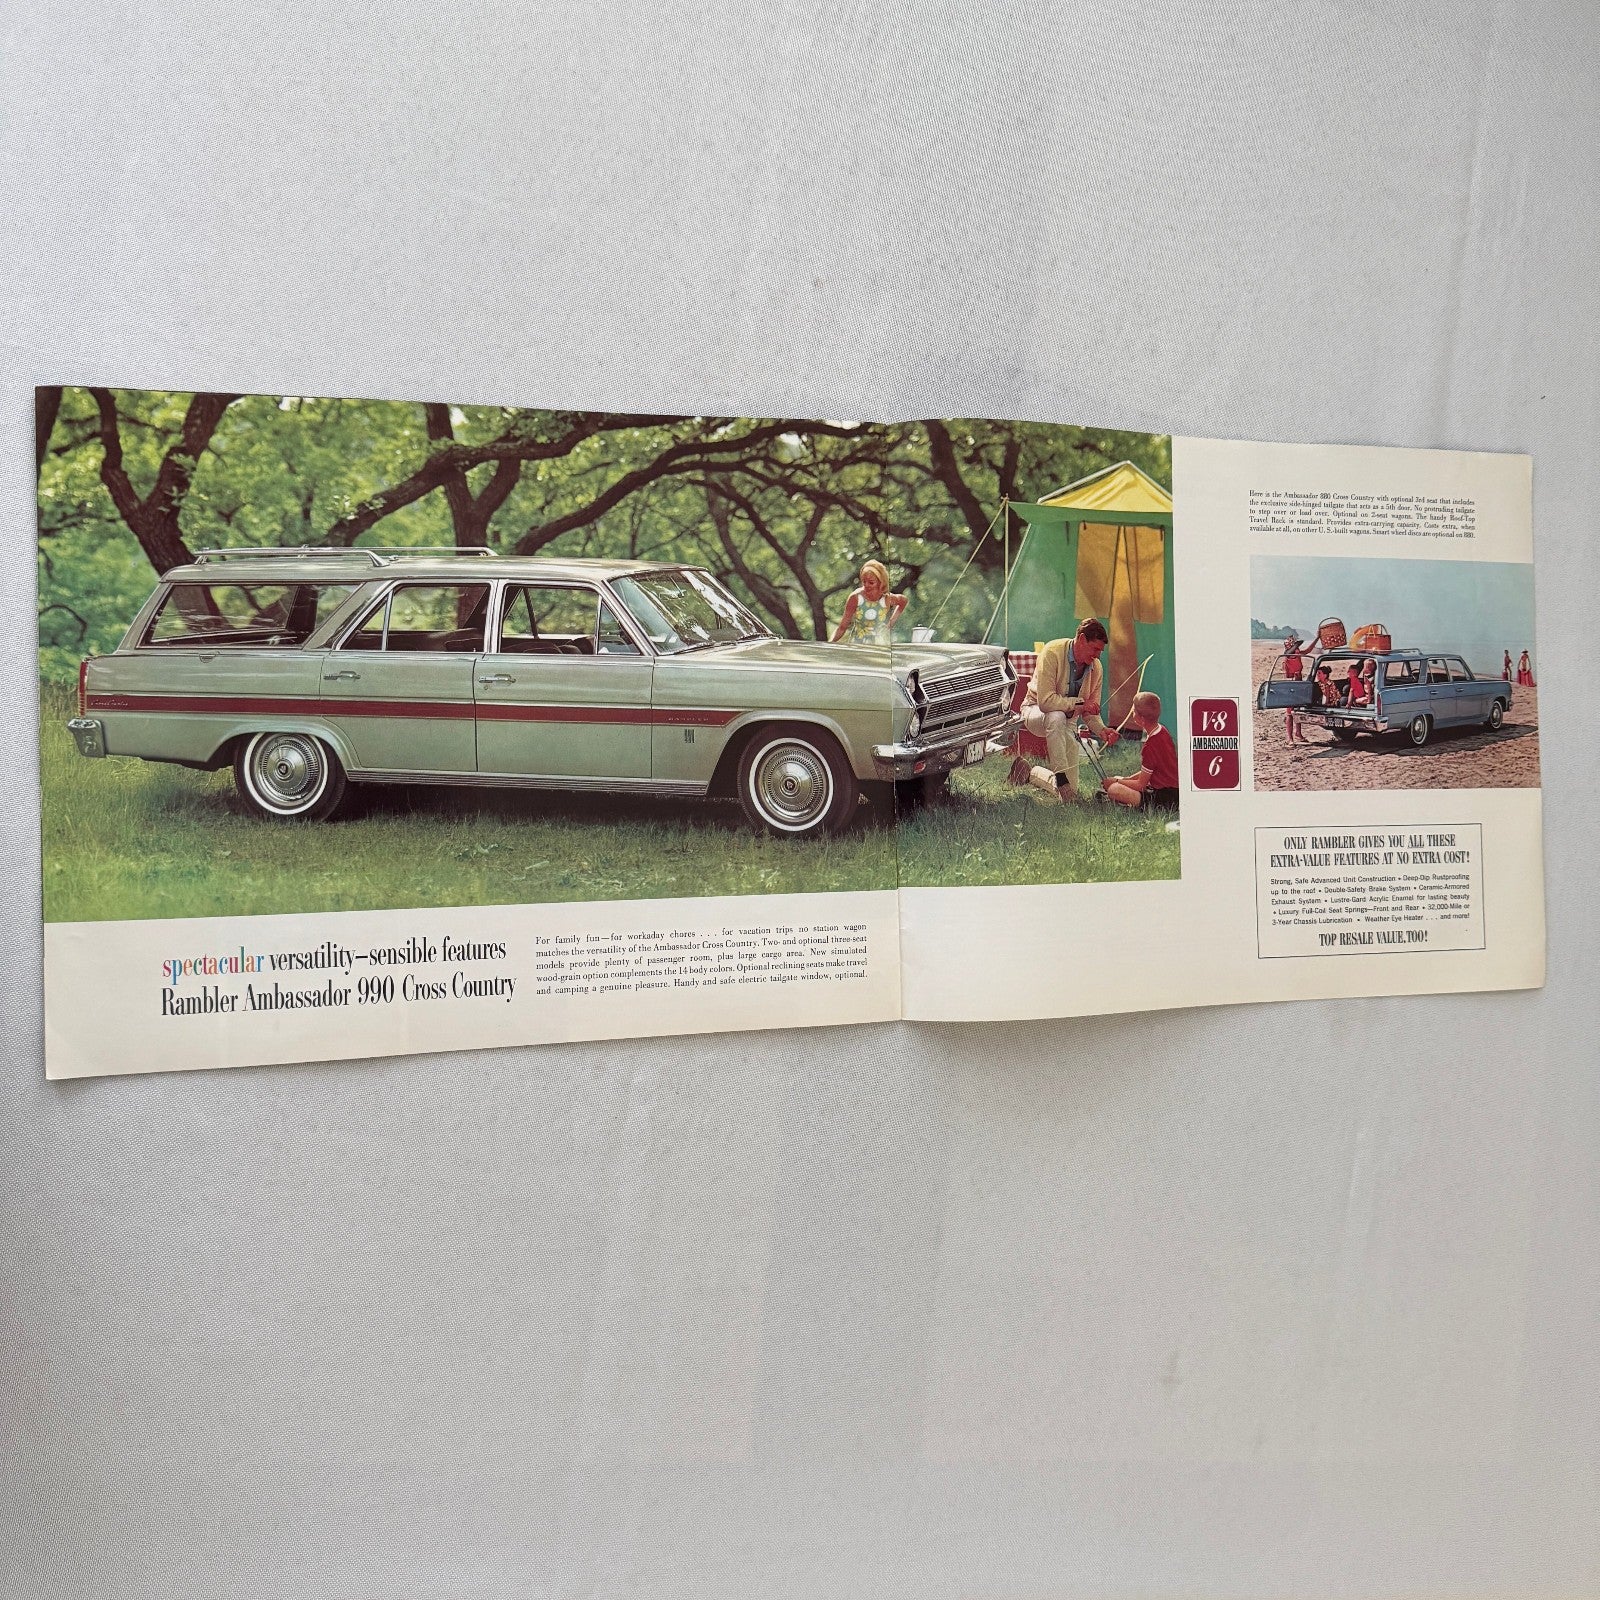 spectacular versatility—sensible features
Rambler Ambassador 990 Cross Country
For family fun—for workaday chores . . . for vacation trips no station wagon
matches the versatility of the Ambassador Cross Country. Two- and optional three-seat
models provide plenty of passenger room, plus large cargo area. New simulated
wood-grain option complements the 14 body colors. Optional reclining seats make travel
and camping a genuine pleasure. Handy and safe electric tailgate window, optional.
RAMBLER
990
Here is the Ambassador 880 Cross Country with optional 3rd seat that includes
the exclusive side-hinged tailgate that acts as a 5th door. No protruding tailgate
to step over or load over. Optional on 2-seat wagons. The handy Roof-Top
Travel Rack is standard. Provides extra-carrying capacity. Costs extra, when
available at all, on other U. S.-built wagons. Smart wheel discs are optional on 880.
V-8
AMBASSADOR
6
ONLY RAMBLER GIVES YOU ALL THESE
EXTRA-VALUE FEATURES AT NO EXTRA COST!
Strong, Safe Advanced Unit Construction • Deep-Dip Rustproofing
up to the roof • Double-Safety Brake System • Ceramic-Armored
Exhaust System • Lustre-Gard Acrylic Enamel for lasting beauty
• Luxury Full-Coil Seat Springs—Front and Rear • 32,000-Mile or
3-Year Chassis Lubrication • Weather Eye Heater . . . and more!
TOP RESALE VALUE, TOO!